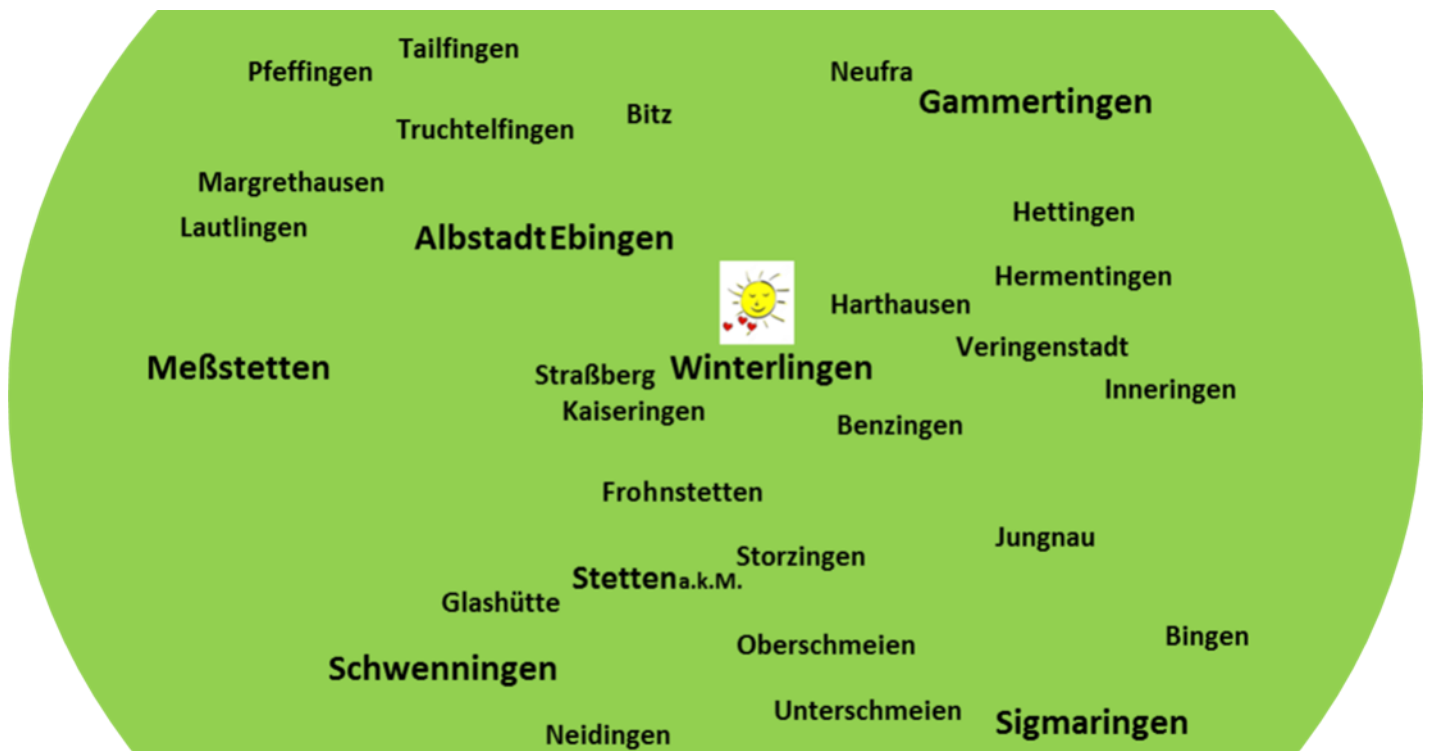 Tailfingen
Pfeffingen
Neufra
Gammertingen
Bitz
Truchtelfingen
Margrethausen
Hettingen
Lautlingen
Albstadt Ebingen
Hermentingen
Harthausen
Veringenstadt
Meßstetten
Straßberg
Winterlingen
Inneringen
Kaiseringen
Benzingen
Frohnstetten
Jungnau
Storzingen
Stetten a.k.M.
Glashütte
Bingen
Oberschmeien
Schwenningen
Unterschmeien
Sigmaringen
Neidingen